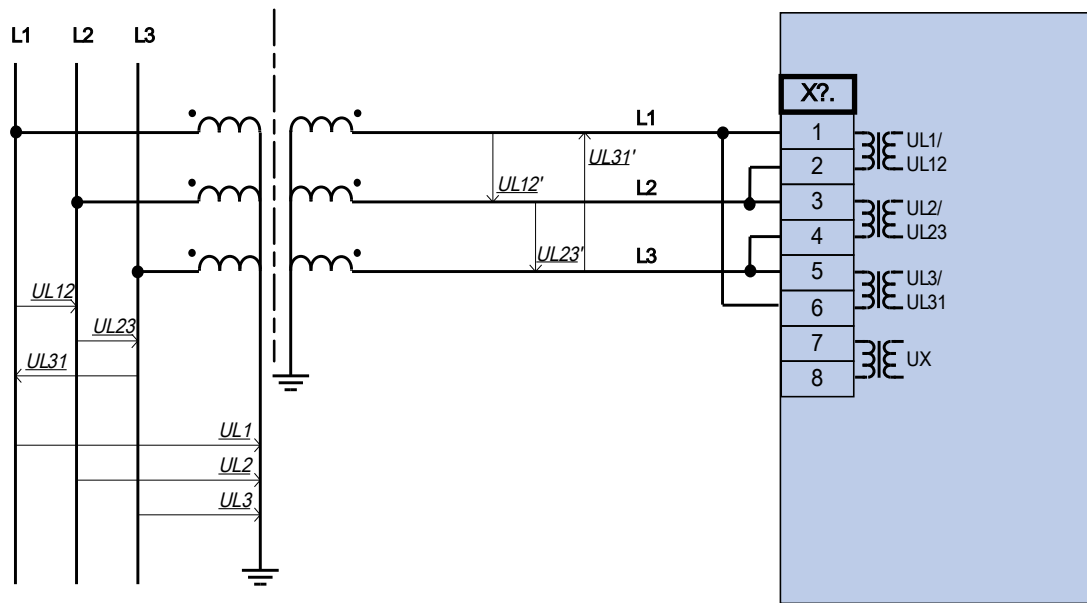 L1 L2 L3
X?.
L1
1
UL1/
UL31'
2
UL12
UL12'
L2
3
UL2/
4
UL23
UL23'
L3
5
UL3/
UL12
6
UL31
UL23
7
UX
UL31
8
UL1
UL2
UL3